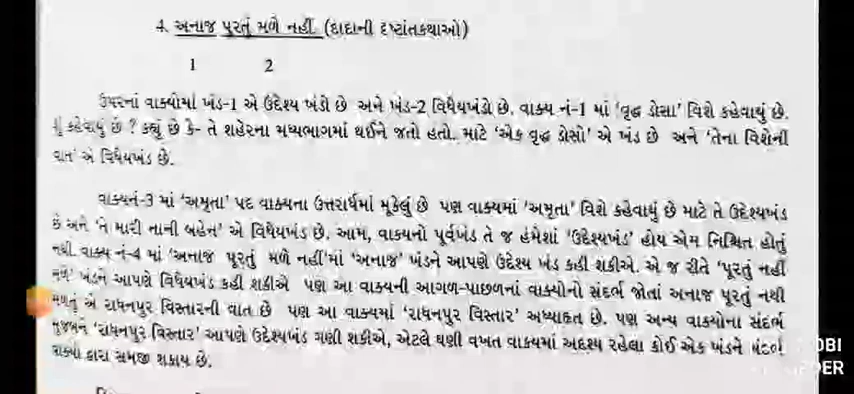 4. અનાજ પૂરતું મળે નહીં. (દાદાની દૃષ્ટાંતકથાઓ)
1 2
ઉપરનાં વાક્યોમાં ખંડ-1 એ ઉદેશ્ય ખંડો છે અને ખંડ-2 વિધેયખંડો છે. વાક્ય નં-1 માં 'વૃદ્ધ ડોસા' વિશે કહેવાયું છે.
શું કહેવાયું છે ? કહ્યું છે કે- તે શહેરના મધ્યભાગમાં થઈને જતો હતો. માટે 'એક વૃદ્ધ ડોસો' એ ખંડ છે અને 'તેના વિશેની
વાત' એ વિધેયખંડ છે.
વાક્યનં-3 માં 'અમૃતા' પદ વાક્યના ઉત્તરાર્ધમાં મૂકેલું છે પણ વાક્યમાં 'અમૃતા' વિશે કહેવાયું છે માટે તે ઉદેશ્યખંડ
છે અને 'તે મારી નાની બહેન' એ વિધેયખંડ છે. આમ, વાક્યનો પૂર્વખંડ તે જ હંમેશાં 'ઉદેશ્યખંડ' હોય એમ નિશ્ચિત હોતું
નથી. વાક્ય નં-4 માં 'અનાજ પૂરતું મળે નહીં'માં 'અનાજ' ખંડને આપણે ઉદેશ્ય ખંડ કહી શકીએ. એ જ રીતે 'પૂરતું નહીં
મળે' ખંડને આપણે વિધેયખંડ કહી શકીએ પણ આ વાક્યની આગળ-પાછળનાં વાક્યોનો સંદર્ભ જોતાં અનાજ પૂરતું નથી
મળતું એ રાધનપુર વિસ્તારની વાત છે પણ આ વાક્યમાં 'રાધનપુર વિસ્તાર' અધ્યાહત છે. પણ અન્ય વાક્યોના સંદર્ભ
મુજબને 'રાધનપુર વિસ્તાર' આપણે ઉદેશ્યખંડ ગણી શકીએ, એટલે ઘણી વખત વાક્યમાં અદશ્ય રહેલા કોઈ એક ખંડને સંદર્ભ
વાક્યો દ્વારા સમજી શકાય છે.